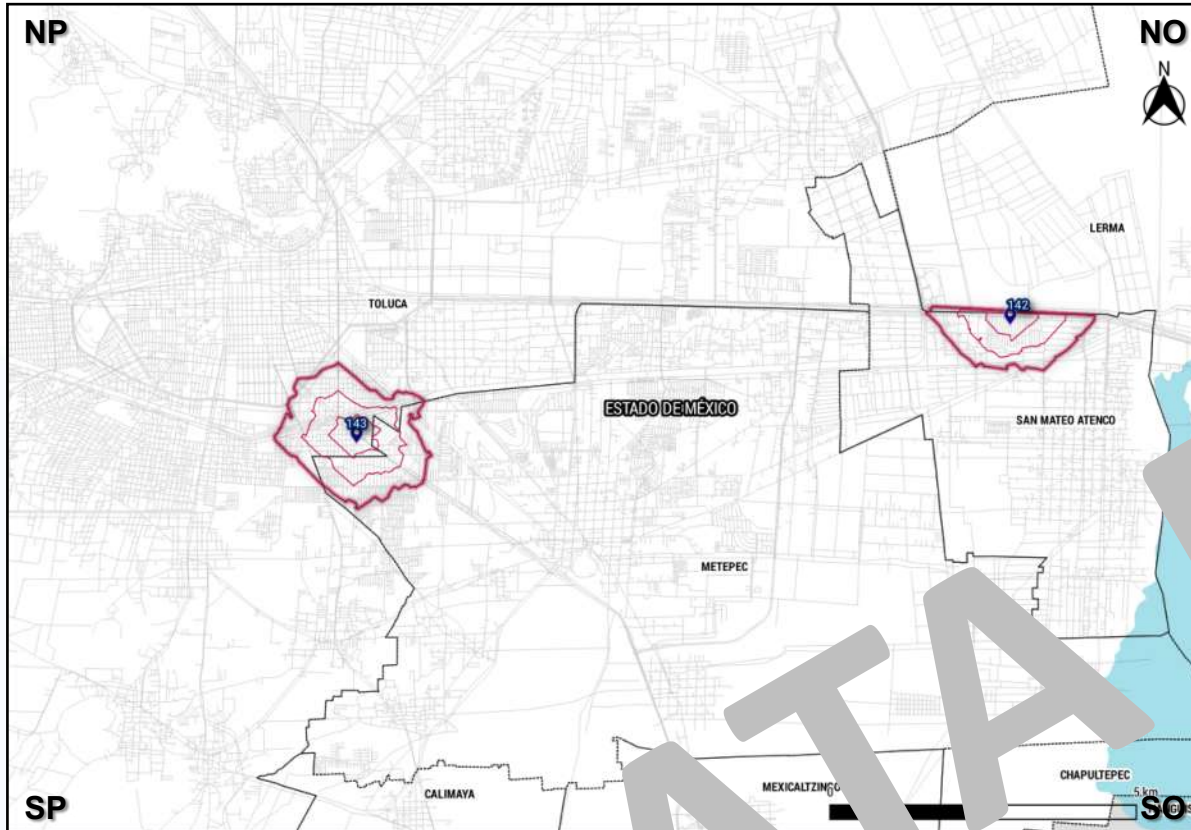 NP
NO
N
LERMA
142
TOLUCA
ESTADO DE MÉXICO
SAN MATEO ATENCO
143
METEPEC
CHAPULTEPEC
MEXICALTZINGO
0
5 km
CALIMAYA
SP
SO